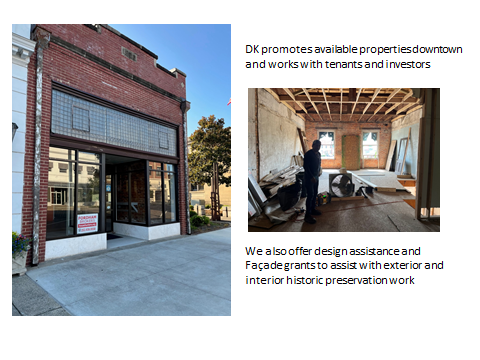 DK promotes available properties downtown
and works with tenants and investors
We also offer design assistance and
Façade grants to assist with exterior and
interior historic preservation work
FORDHAM